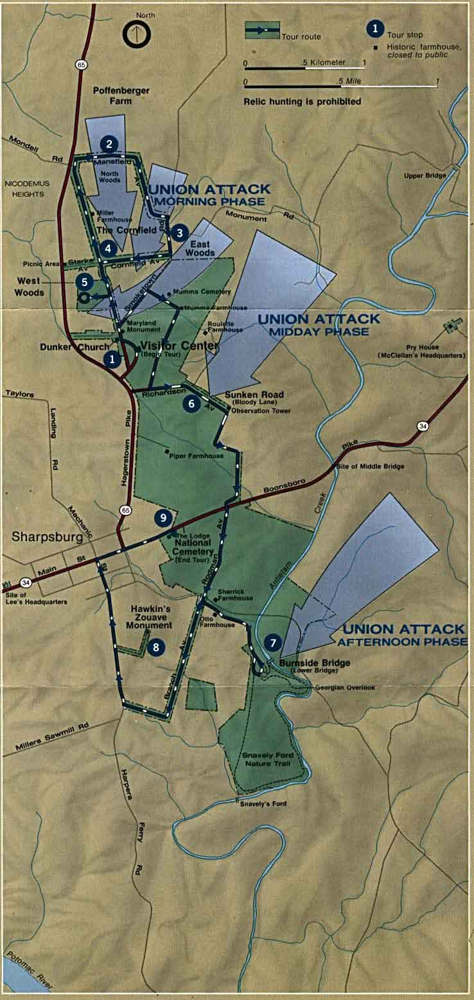 North
Tour route
1
Tour stop
Historic farmhouse,
closed to public
0 .5 Kilometer 1
0 .5 Mile 1
Relic hunting is prohibited
65
Poffenberger
Farm
2
Mondell
Rd
Mansfield
Av
North
Woods
NICODEMUS
HEIGHTS
Upper Bridge
UNION ATTACK
MORNING PHASE
Miller
Farmhouse
The Cornfield
Rd
Monument Rd
3
East
Woods
4
Picnic Area
Starke
Av
Cornfield Av
West
Woods
5
Smoketown
Mumma Cemetery
Mumma Farmhouse
Maryland
Monument
Roulette
Farmhouse
UNION ATTACK
MIDDAY PHASE
Pry House
(McClellan's Headquarters)
Dunker Church
Visitor Center
(Begin Tour)
1
Taylors
Landing
Rd
Richardson
Av
6
Sunken Road
(Bloody Lane)
Observation Tower
Hagerstown Pike
34
Pike
Piper Farmhouse
Site of Middle Bridge
Boonsboro
Creek
Mechanic
St
65
9
Sharpsburg
The Lodge
National
Cemetery
(End Tour)
Av
Rodman
Main St
34
Site of
Lee's Headquarters
Antietam
Sherrick
Farmhouse
Otto
Farmhouse
Hawkin's
Zouave
Monument
8
Av
Branch
UNION ATTACK
AFTERNOON PHASE
7
Burnside Bridge
(Lower Bridge)
Georgian Overlook
Millers Sawmill Rd
Snavely Ford
Nature Trail
Harpers
Ferry
Rd
Snavely's Ford
Potomac River